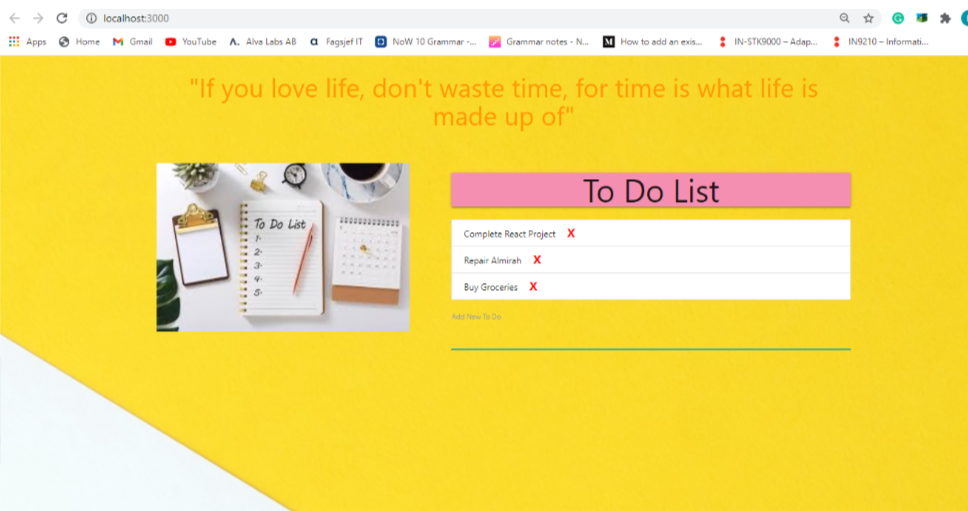 localhost:3000
Apps Home Gmail YouTube Alva Labs AB Fagsjef IT NoW 10 Grammar -... Grammar notes - N... How to add an exis... IN-STK9000 – Adap... IN9210 – Informati...
"If you love life, don't waste time, for time is what life is
made up of"
To Do List
1-
2-
3-
4-
5-
To Do List
Complete React Project X
Repair Almirah X
Buy Groceries X
Add New To Do